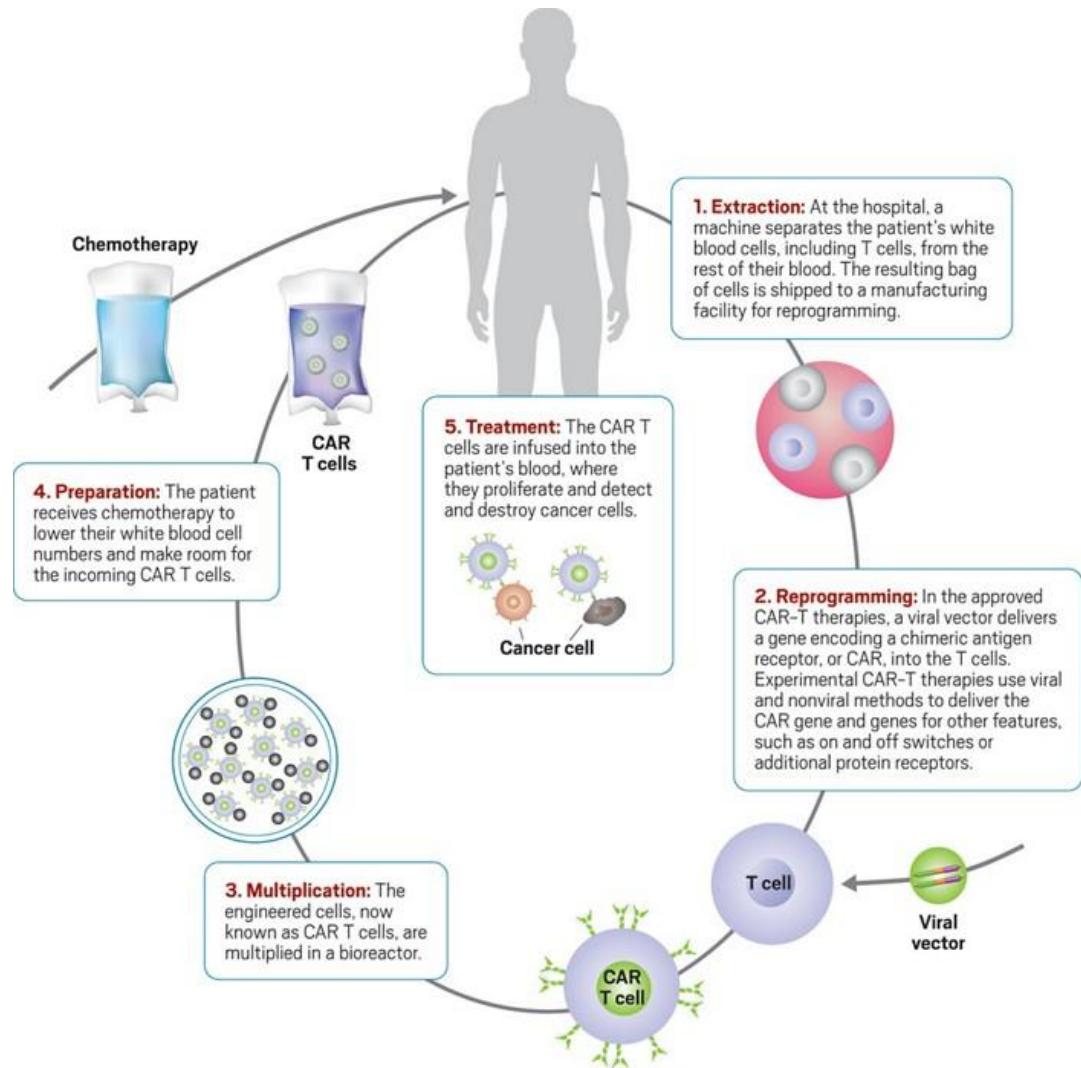 1. Extraction: At the hospital, a
machine separates the patient's white
blood cells, including T cells, from the
rest of their blood. The resulting bag
of cells is shipped to a manufacturing
facility for reprogramming.
2. Reprogramming: In the approved
CAR–T therapies, a viral vector delivers
a gene encoding a chimeric antigen
receptor, or CAR, into the T cells.
Experimental CAR–T therapies use viral
and nonviral methods to deliver the
CAR gene and genes for other features,
such as on and off switches or
additional protein receptors.
T cell
Viral
vector
CAR
T cell
3. Multiplication: The
engineered cells, now
known as CAR T cells, are
multiplied in a bioreactor.
4. Preparation: The patient
receives chemotherapy to
lower their white blood cell
numbers and make room for
the incoming CAR T cells.
Chemotherapy
CAR
T cells
5. Treatment: The CAR T
cells are infused into the
patient's blood, where
they proliferate and detect
and destroy cancer cells.
Cancer cell